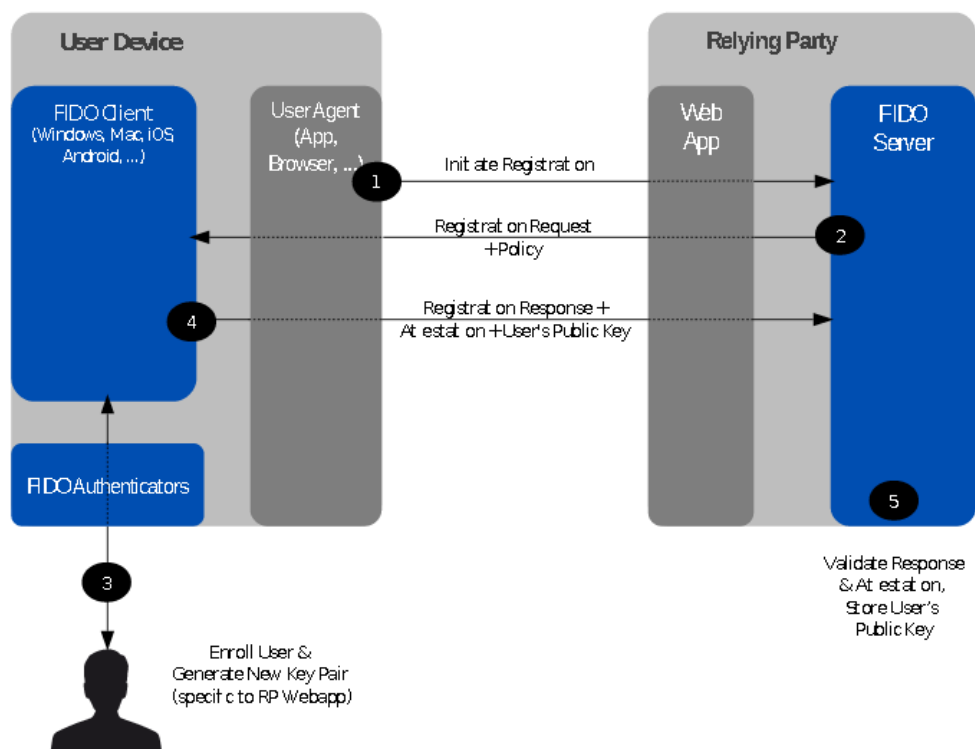 User Device
Relying Party
FIDO Client
(Windows, Mac, iOS,
Android, ...)
User Agent
(App,
Browser, ...)
Web
App
FIDO
Server
1
Initiate Registration
Registration Request
+Policy
2
4
Registration Response +
Attestation +User's Public Key
FIDO Authenticators
5
3
Validate Response
& Attestation,
Store User's
Public Key
Enroll User &
Generate New Key Pair
(specific to RP Webapp)